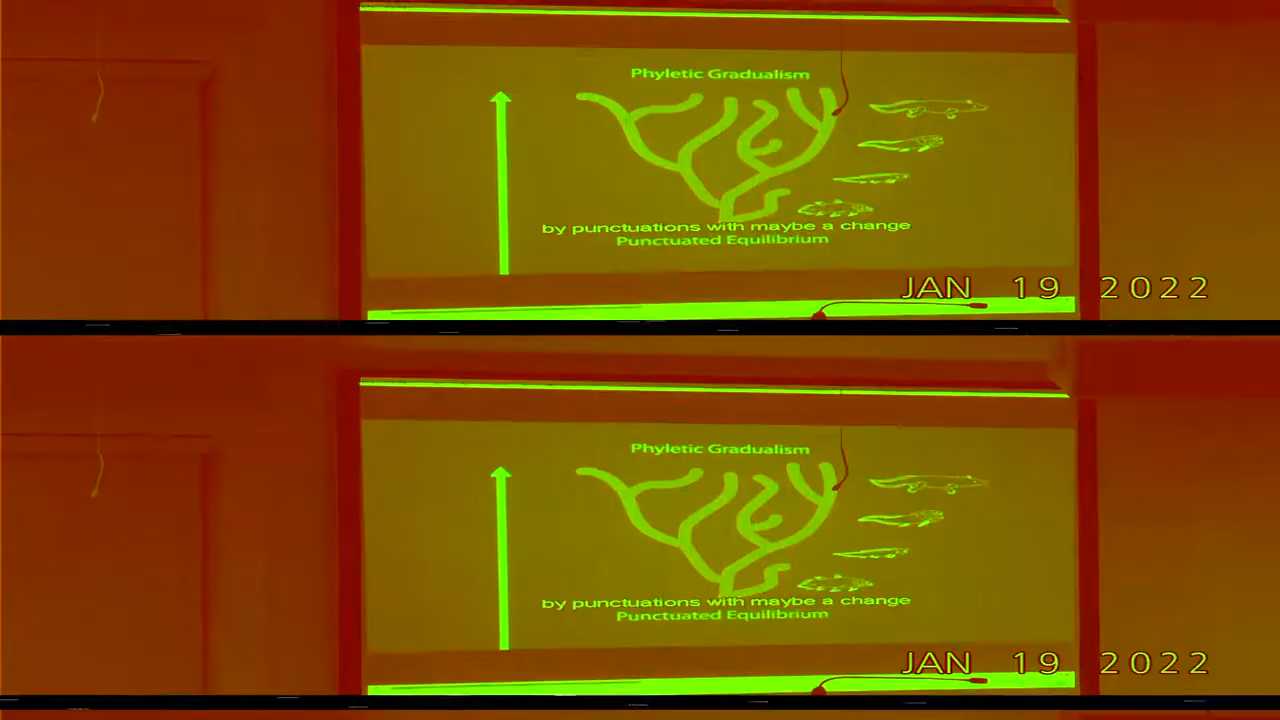 Phyletic Gradualism
by punctuations with maybe a change
Punctuated Equilibrium
JAN 19 2022
Phyletic Gradualism
by punctuations with maybe a change
Punctuated Equilibrium
JAN 19 2022